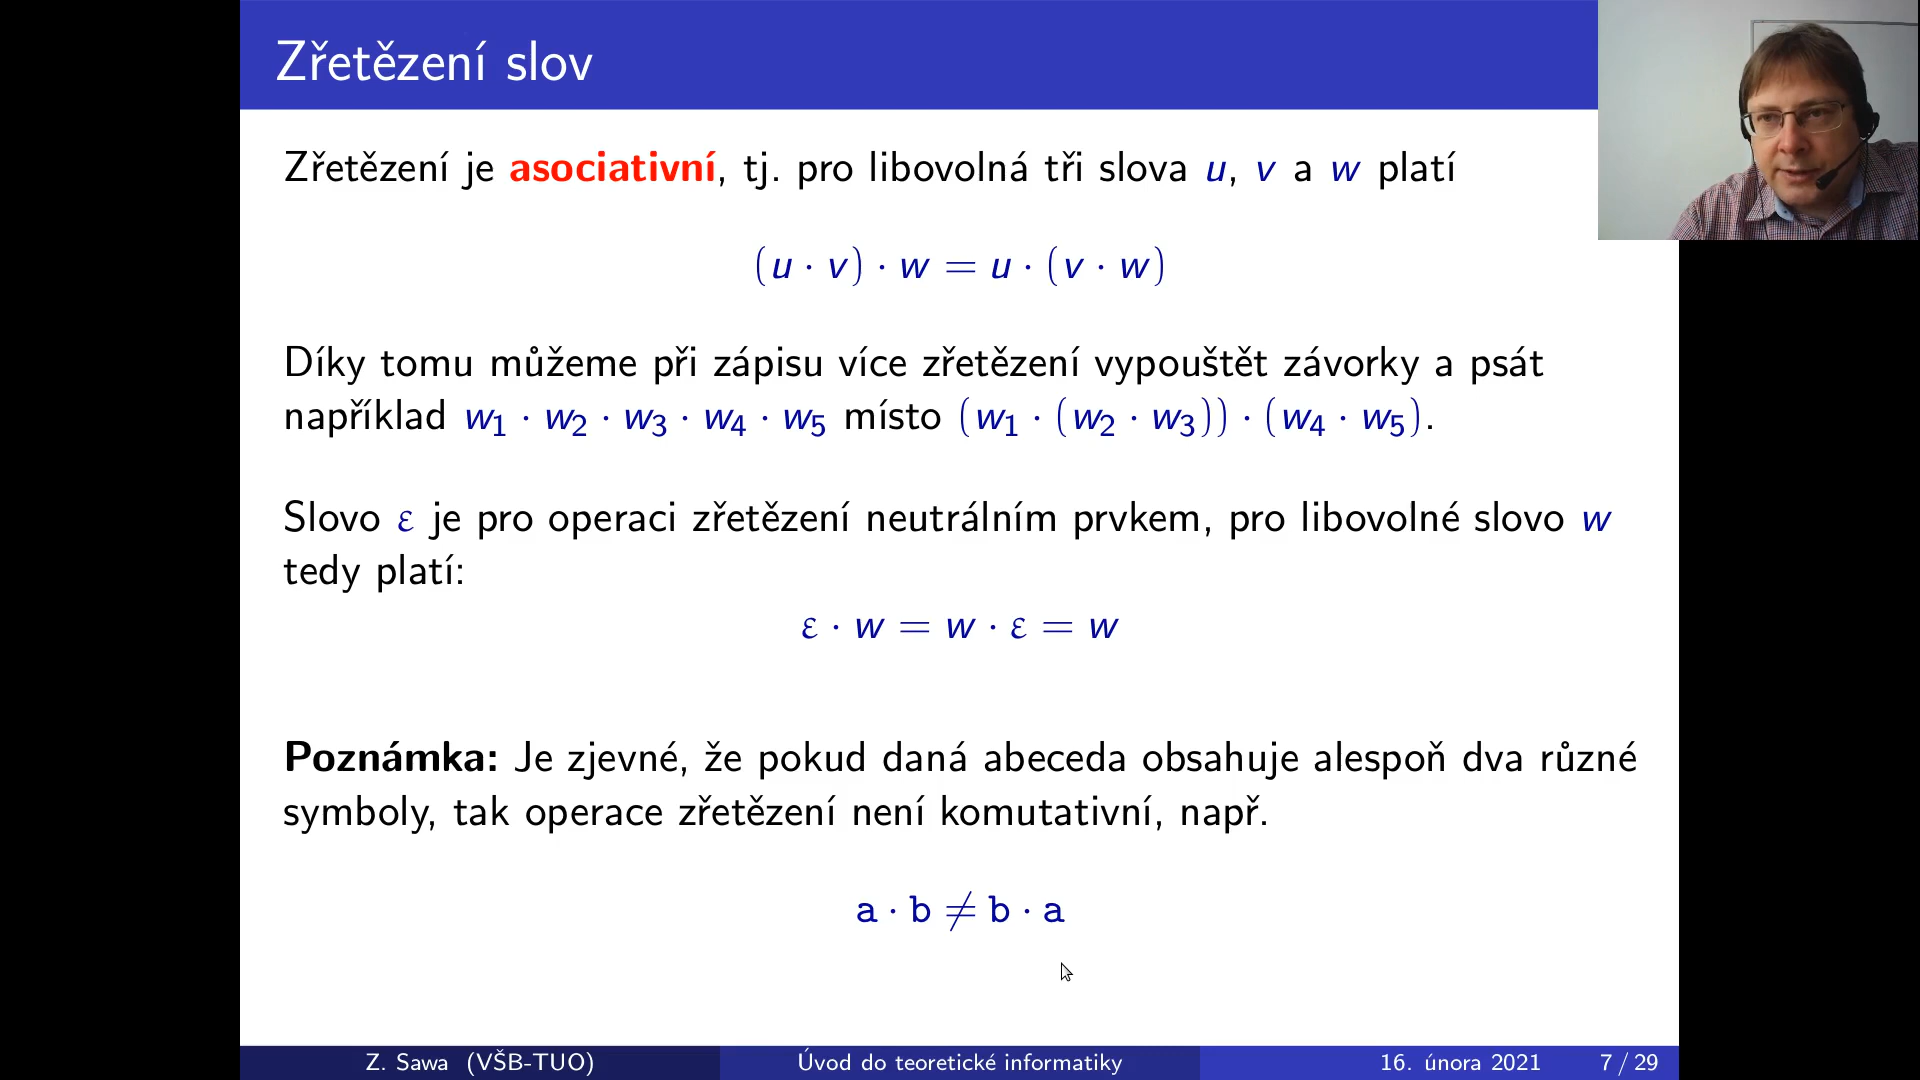 Zřetězení slov
Zřetězení je asociativní, tj. pro libovolná tři slova u, v a w platí
(u · v) · w = u · (v · w)
Díky tomu můžeme při zápisu více zřetězení vypouštět závorky a psát
například w₁ · w₂ · w₃ · w₄ · w₅ místo (w₁ · (w₂ · w₃)) · (w₄ · w₅).
Slovo ε je pro operaci zřetězení neutrálním prvkem, pro libovolné slovo w
tedy platí:
ε · w = w · ε = w
Poznámka: Je zjevné, že pokud daná abeceda obsahuje alespoň dva různé
symboly, tak operace zřetězení není komutativní, např.
a · b ≠ b · a
Z. Sawa (VŠB-TUO) Úvod do teoretické informatiky 16. února 2021 7 / 29